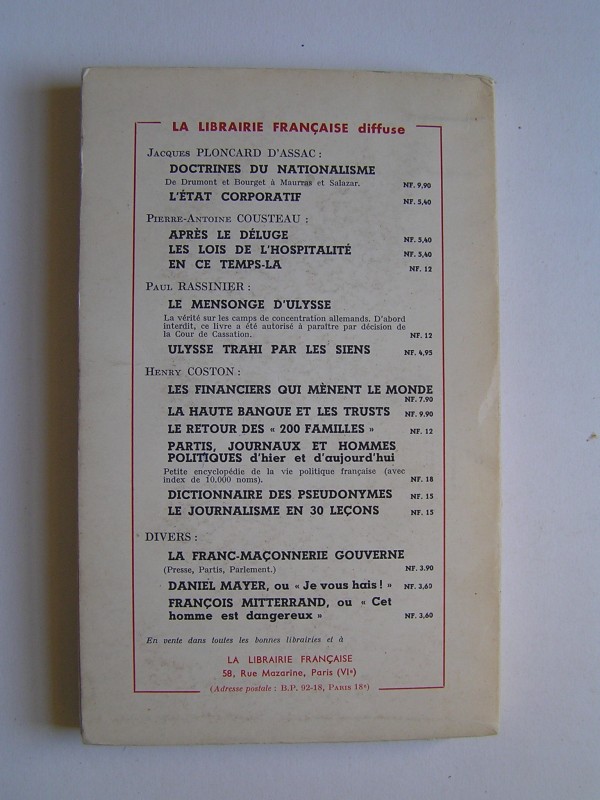 LA LIBRAIRIE FRANÇAISE diffuse
Jacques PLONCARD D'ASSAC :
DOCTRINES DU NATIONALISME
De Drumont et Bourget à Maurras et Salazar. NF. 9,90
L'ÉTAT CORPORATIF NF. 5,40
Pierre-Antoine COUSTEAU :
APRÈS LE DÉLUGE NF. 5,40
LES LOIS DE L'HOSPITALITÉ NF. 5,40
EN CE TEMPS-LA NF. 12
Paul RASSINIER :
LE MENSONGE D'ULYSSE
La vérité sur les camps de concentration allemands. D'abord
interdit, ce livre a été autorisé à paraître par décision de
la Cour de Cassation. NF. 12
ULYSSE TRAHI PAR LES SIENS NF. 4,95
Henry COSTON :
LES FINANCIERS QUI MÈNENT LE MONDE
NF. 7.90
LA HAUTE BANQUE ET LES TRUSTS NF. 9.90
LE RETOUR DES « 200 FAMILLES » NF. 12
PARTIS, JOURNAUX ET HOMMES
POLITIQUES d'hier et d'aujourd'hui
Petite encyclopédie de la vie politique française (avec
index de 10.000 noms). NF. 18
DICTIONNAIRE DES PSEUDONYMES NF. 15
LE JOURNALISME EN 30 LEÇONS NF. 15
DIVERS :
LA FRANC-MAÇONNERIE GOUVERNE
(Presse, Partis, Parlement.) NF. 3.90
DANIEL MAYER, ou « Je vous hais ! » NF. 3,60
FRANÇOIS MITTERRAND, ou « Cet
homme est dangereux » NF. 3,60
En vente dans toutes les bonnes librairies et à
LA LIBRAIRIE FRANÇAISE
58, Rue Mazarine, Paris (VIe)
(Adresse postale : B.P. 92-18, Paris 18e)